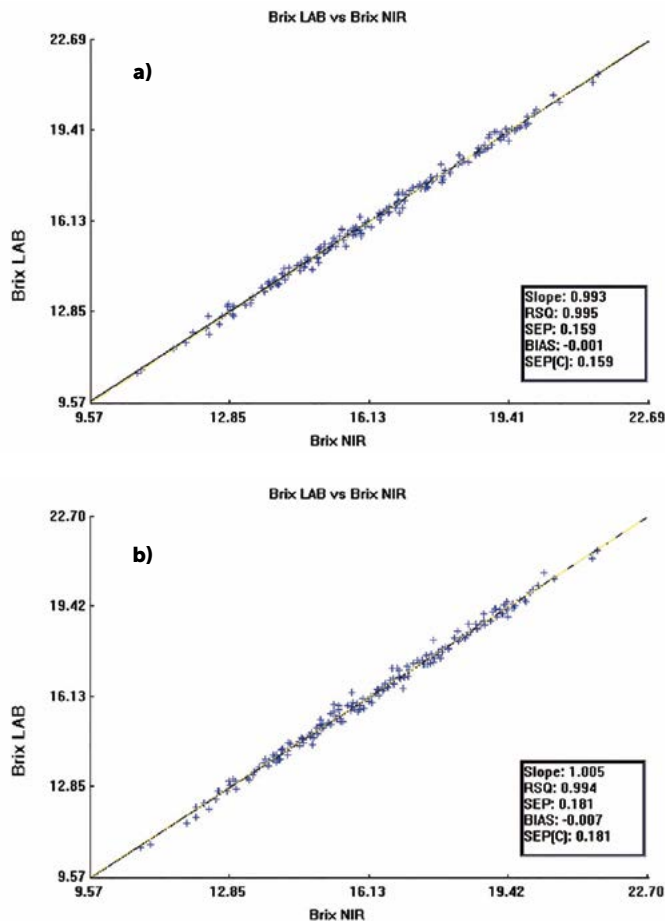 Brix LAB vs Brix NIR
22.69
a)
19.41
16.13
Brix LAB
12.85
Slope: 0.993
RSQ: 0.995
SEP: 0.159
BIAS: -0.001
SEP(C): 0.159
9.57
9.57 12.85 16.13 19.41 22.69
Brix NIR
Brix LAB vs Brix NIR
22.70
b)
19.42
16.13
Brix LAB
12.85
Slope: 1.005
RSQ: 0.994
SEP: 0.181
BIAS: -0.007
SEP(C): 0.181
9.57
9.57 12.85 16.13 19.42 22.70
Brix NIR